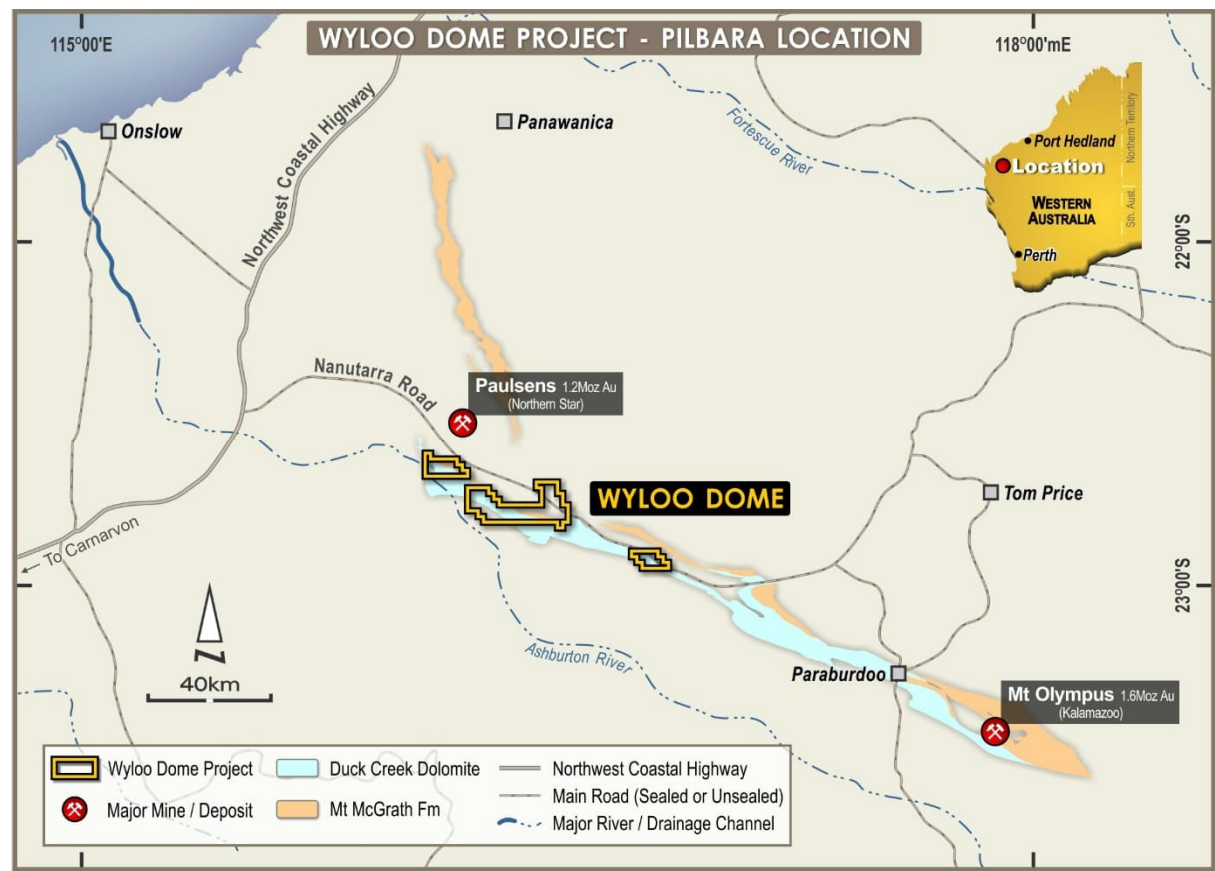 WYLOO DOME PROJECT - PILBARA LOCATION
115°00'E
118°00'mE
Onslow
Panawanica
Northwest Coastal Highway
Fortescue River
Port Hedland
Location
WESTERN
AUSTRALIA
Northern Territory
Sth. Aust.
Perth
22°00'S
Nanutarra Road
Paulsens 1.2Moz Au
(Northern Star)
WYLOO DOME
Tom Price
← To Carnarvon
23°00'S
N
40km
Ashburton River
Paraburdoo
Mt Olympus 1.6Moz Au
(Kalamazoo)
Wyloo Dome Project
Duck Creek Dolomite
Northwest Coastal Highway
Major Mine / Deposit
Mt McGrath Fm
Main Road (Sealed or Unsealed)
Major River / Drainage Channel